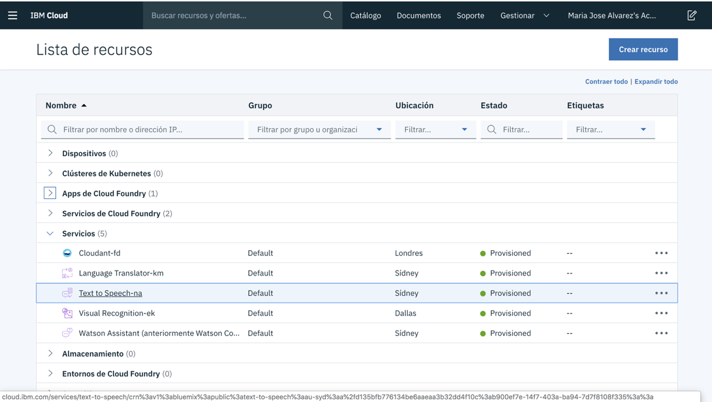 IBM Cloud
Buscar recursos y ofertas...
Catálogo
Documentos
Soporte
Gestionar
Maria Jose Alvarez's Ac...
Lista de recursos
Crear recurso
Contraer todo | Expandir todo
Nombre
Grupo
Ubicación
Estado
Etiquetas
Filtrar por nombre o dirección IP...
Filtrar por grupo u organizaci
Filtrar...
Filtrar...
Filtrar...
Dispositivos (0)
Clústeres de Kubernetes (0)
Apps de Cloud Foundry (1)
Servicios de Cloud Foundry (2)
Servicios (5)
Cloudant-fd Default Londres Provisioned --
Language Translator-km Default Sídney Provisioned --
Text to Speech-na Default Sídney Provisioned --
Visual Recognition-ek Default Dallas Provisioned --
Watson Assistant (anteriormente Watson Co... Default Sídney Provisioned --
Almacenamiento (0)
Entornos de Cloud Foundry (0)
cloud.ibm.com/services/text-to-speech/crn%3av1%3abluemix%3apublic%3atext-to-speech%3aau-syd%3aa%2fd135bfb776134be6aaeaa3b32dd4f10c%3ab900ef7e-14f7-403a-ba94-7d7f8108f335%3a%3a